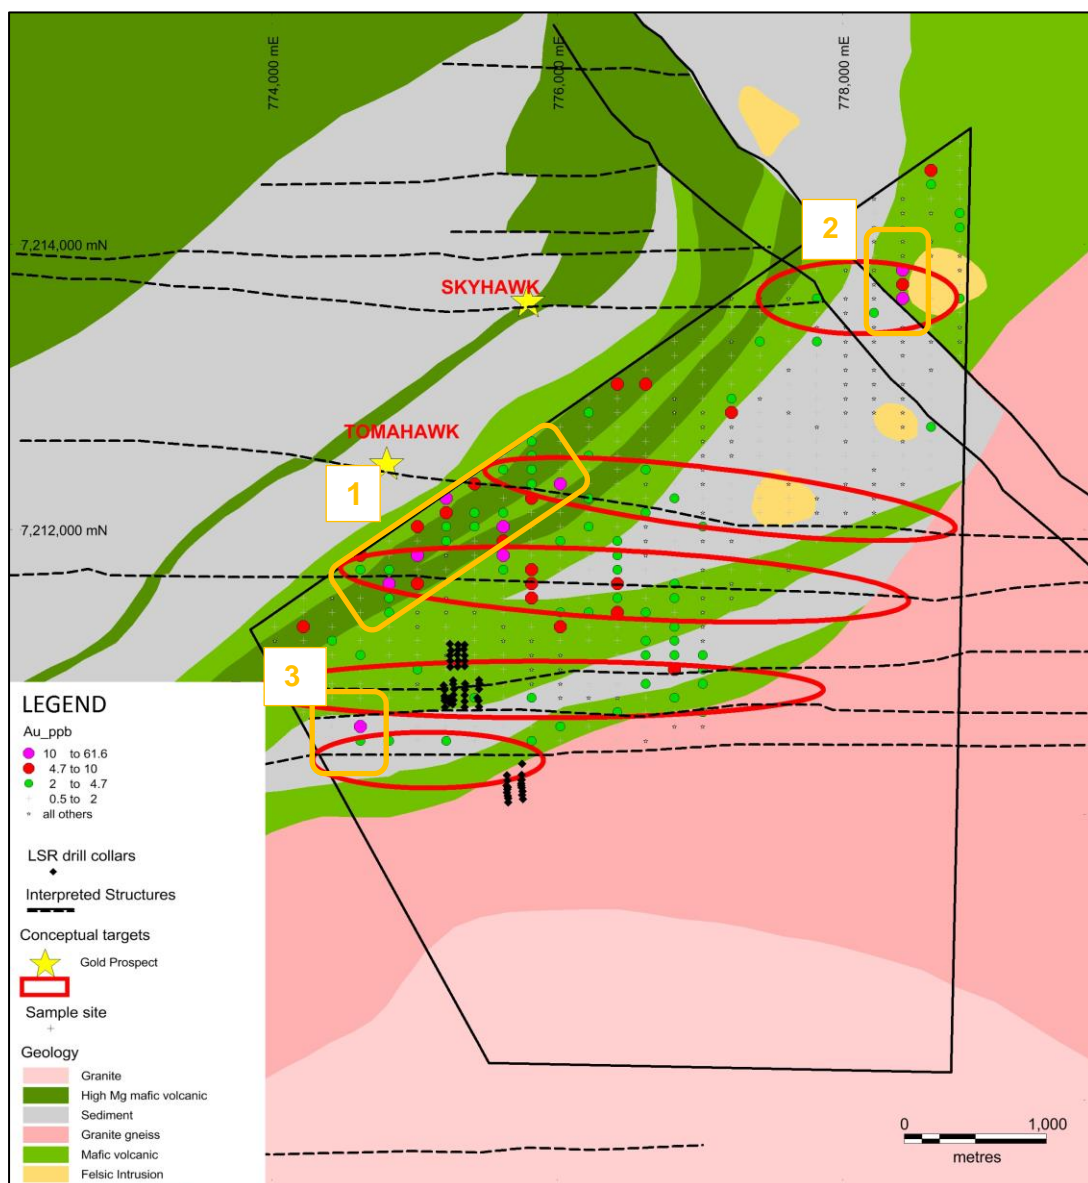 774,000 mE
776,000 mE
778,000 mE
2
7,214,000 mN
SKYHAWK
TOMAHAWK
1
7,212,000 mN
3
LEGEND
Au_ppb
10 to 61.6
4.7 to 10
2 to 4.7
0.5 to 2
all others
LSR drill collars
Interpreted Structures
Conceptual targets
Gold Prospect
Sample site
Geology
Granite
High Mg mafic volcanic
Sediment
Granite gneiss
Mafic volcanic
Felsic Intrusion
0 1,000
metres